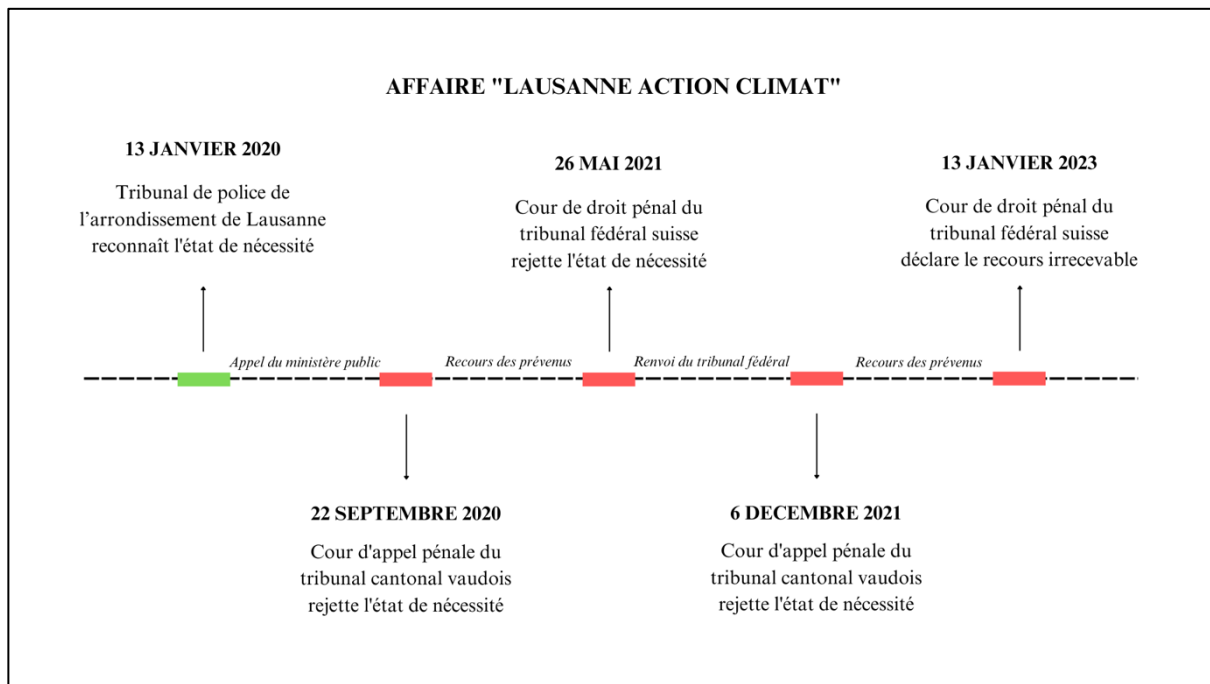 AFFAIRE "LAUSANNE ACTION CLIMAT"
13 JANVIER 2020
Tribunal de police de
l'arrondissement de Lausanne
reconnaît l'état de nécessité
26 MAI 2021
Cour de droit pénal du
tribunal fédéral suisse
rejette l'état de nécessité
13 JANVIER 2023
Cour de droit pénal du
tribunal fédéral suisse
déclare le recours irrecevable
Appel du ministère public
Recours des prévenus
Renvoi du tribunal fédéral
Recours des prévenus
22 SEPTEMBRE 2020
Cour d'appel pénale du
tribunal cantonal vaudois
rejette l'état de nécessité
6 DECEMBRE 2021
Cour d'appel pénale du
tribunal cantonal vaudois
rejette l'état de nécessité